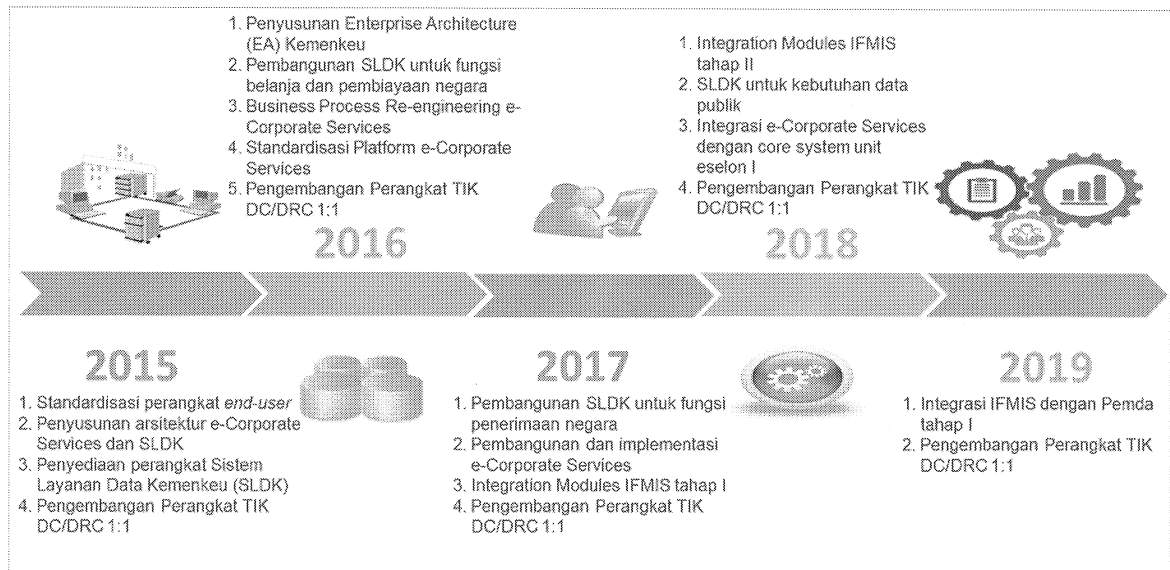 1. Penyusunan Enterprise Architecture
(EA) Kemenkeu
2. Pembangunan SLDK untuk fungsi
belanja dan pembiayaan negara
3. Business Process Re-engineering e-
Corporate Services
4. Standardisasi Platform e-Corporate
Services
5. Pengembangan Perangkat TIK
DC/DRC 1:1
2016
1. Integration Modules IFMIS
tahap II
2. SLDK untuk kebutuhan data
publik
3. Integrasi e-Corporate Services
dengan core system unit
eselon I
4. Pengembangan Perangkat TIK
DC/DRC 1:1
2018
2015
1. Standardisasi perangkat end-user
2. Penyusunan arsitektur e-Corporate
Services dan SLDK
3. Penyediaan perangkat Sistem
Layanan Data Kemenkeu (SLDK)
4. Pengembangan Perangkat TIK
DC/DRC 1:1
2017
1. Pembangunan SLDK untuk fungsi
penerimaan negara
2. Pembangunan dan implementasi
e-Corporate Services
3. Integration Modules IFMIS tahap I
4. Pengembangan Perangkat TIK
DC/DRC 1:1
2019
1. Integrasi IFMIS dengan Pemda
tahap I
2. Pengembangan Perangkat TIK
DC/DRC 1:1